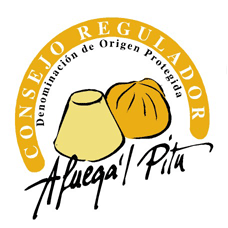 CONSEJO REGULADOR
Denominación de Origen Protegida
Afuega'l Pitu